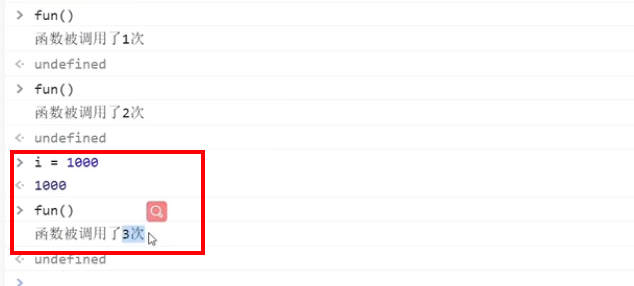 > fun()
函数被调用了1次
<· undefined
> fun()
函数被调用了2次
<· undefined
> i = 1000
<· 1000
> fun()
函数被调用了3次
<· undefined
>